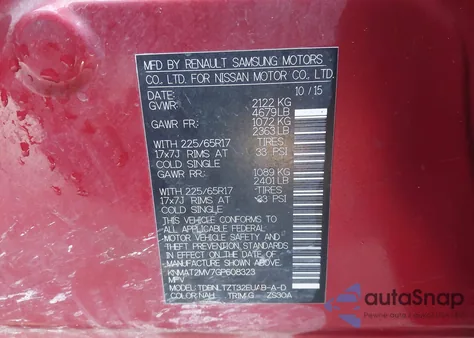 MFD BY RENAULT SAMSUNG MOTORS
CO. LTD. FOR NISSAN MOTOR CO., LTD.
DATE: 10/15
GVWR: 2122 KG
4679 LB
GAWR FR: 1072 KG
2363 LB
WITH 225/65R17 TIRES
17x7J RIMS AT 33 PSI
COLD SINGLE
GAWR RR: 1089 KG
2401 LB
WITH 225/65R17 TIRES
17x7J RIMS AT 33 PSI
COLD SINGLE
THIS VEHICLE CONFORMS TO
ALL APPLICABLE FEDERAL
MOTOR VEHICLE SAFETY AND
THEFT PREVENTION STANDARDS
IN EFFECT ON THE DATE OF
MANUFACTURE SHOWN ABOVE.
KNMAT2MV7GP608323
MPV
MODEL:
COLOR:NAH TRIM:G ZS30A
autoSnap